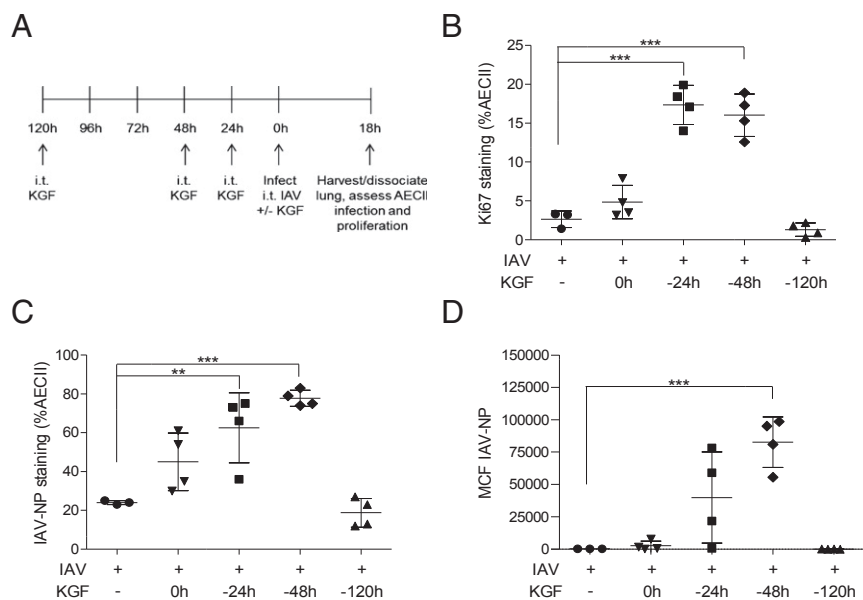 A
120h 96h 72h 48h 24h 0h 18h
i.t. KGF
i.t. KGF
i.t. KGF
Infect i.t. IAV +/- KGF
Harvest/dissociate
lung, assess AECII
infection and
proliferation
B
Ki67 staining (%AECII)
25
20
15
10
5
0
***
***
IAV + + + + +
KGF - 0h -24h -48h -120h
C
IAV-NP staining (%AECII)
100
80
60
40
20
0
***
**
IAV + + + + +
KGF - 0h -24h -48h -120h
D
MCF IAV-NP
150000
125000
100000
75000
50000
25000
0
***
IAV + + + + +
KGF - 0h -24h -48h -120h